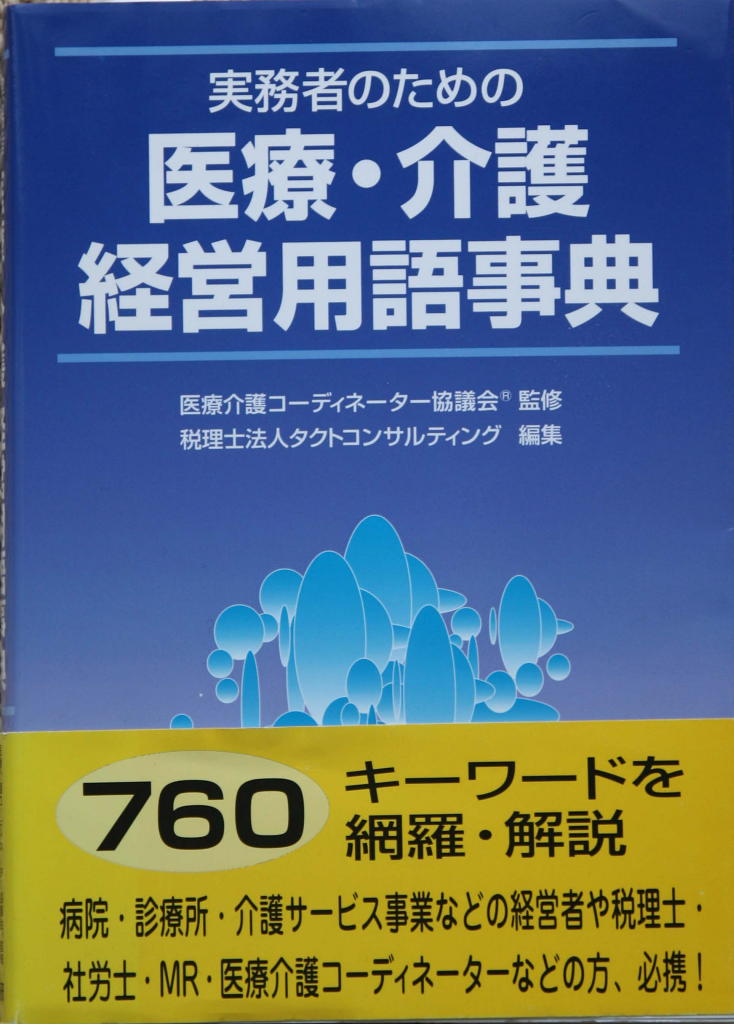 実務者のための
医療・介護
経営用語事典
医療介護コーディネーター協議会® 監修
税理士法人タクトコンサルティング 編集
760
キーワードを
網羅・解説
病院・診療所・介護サービス事業などの経営者や税理士・
社労士・MR・医療介護コーディネーターなどの方、必携！